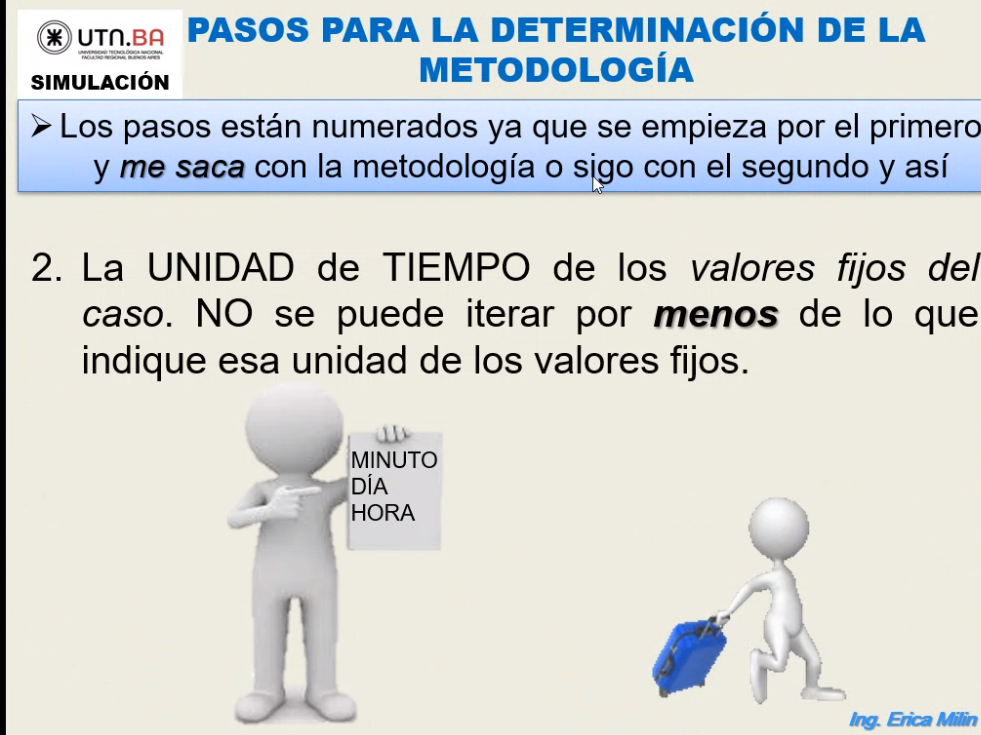 UTN.BA
UNIVERSIDAD TECNOLÓGICA NACIONAL
FACULTAD REGIONAL BUENOS AIRES
SIMULACIÓN
PASOS PARA LA DETERMINACIÓN DE LA
METODOLOGÍA
➢ Los pasos están numerados ya que se empieza por el primero
y me saca con la metodología o sigo con el segundo y así
2. La UNIDAD de TIEMPO de los valores fijos del
caso. NO se puede iterar por menos de lo que
indique esa unidad de los valores fijos.
MINUTO
DÍA
HORA
Ing. Erica Milin